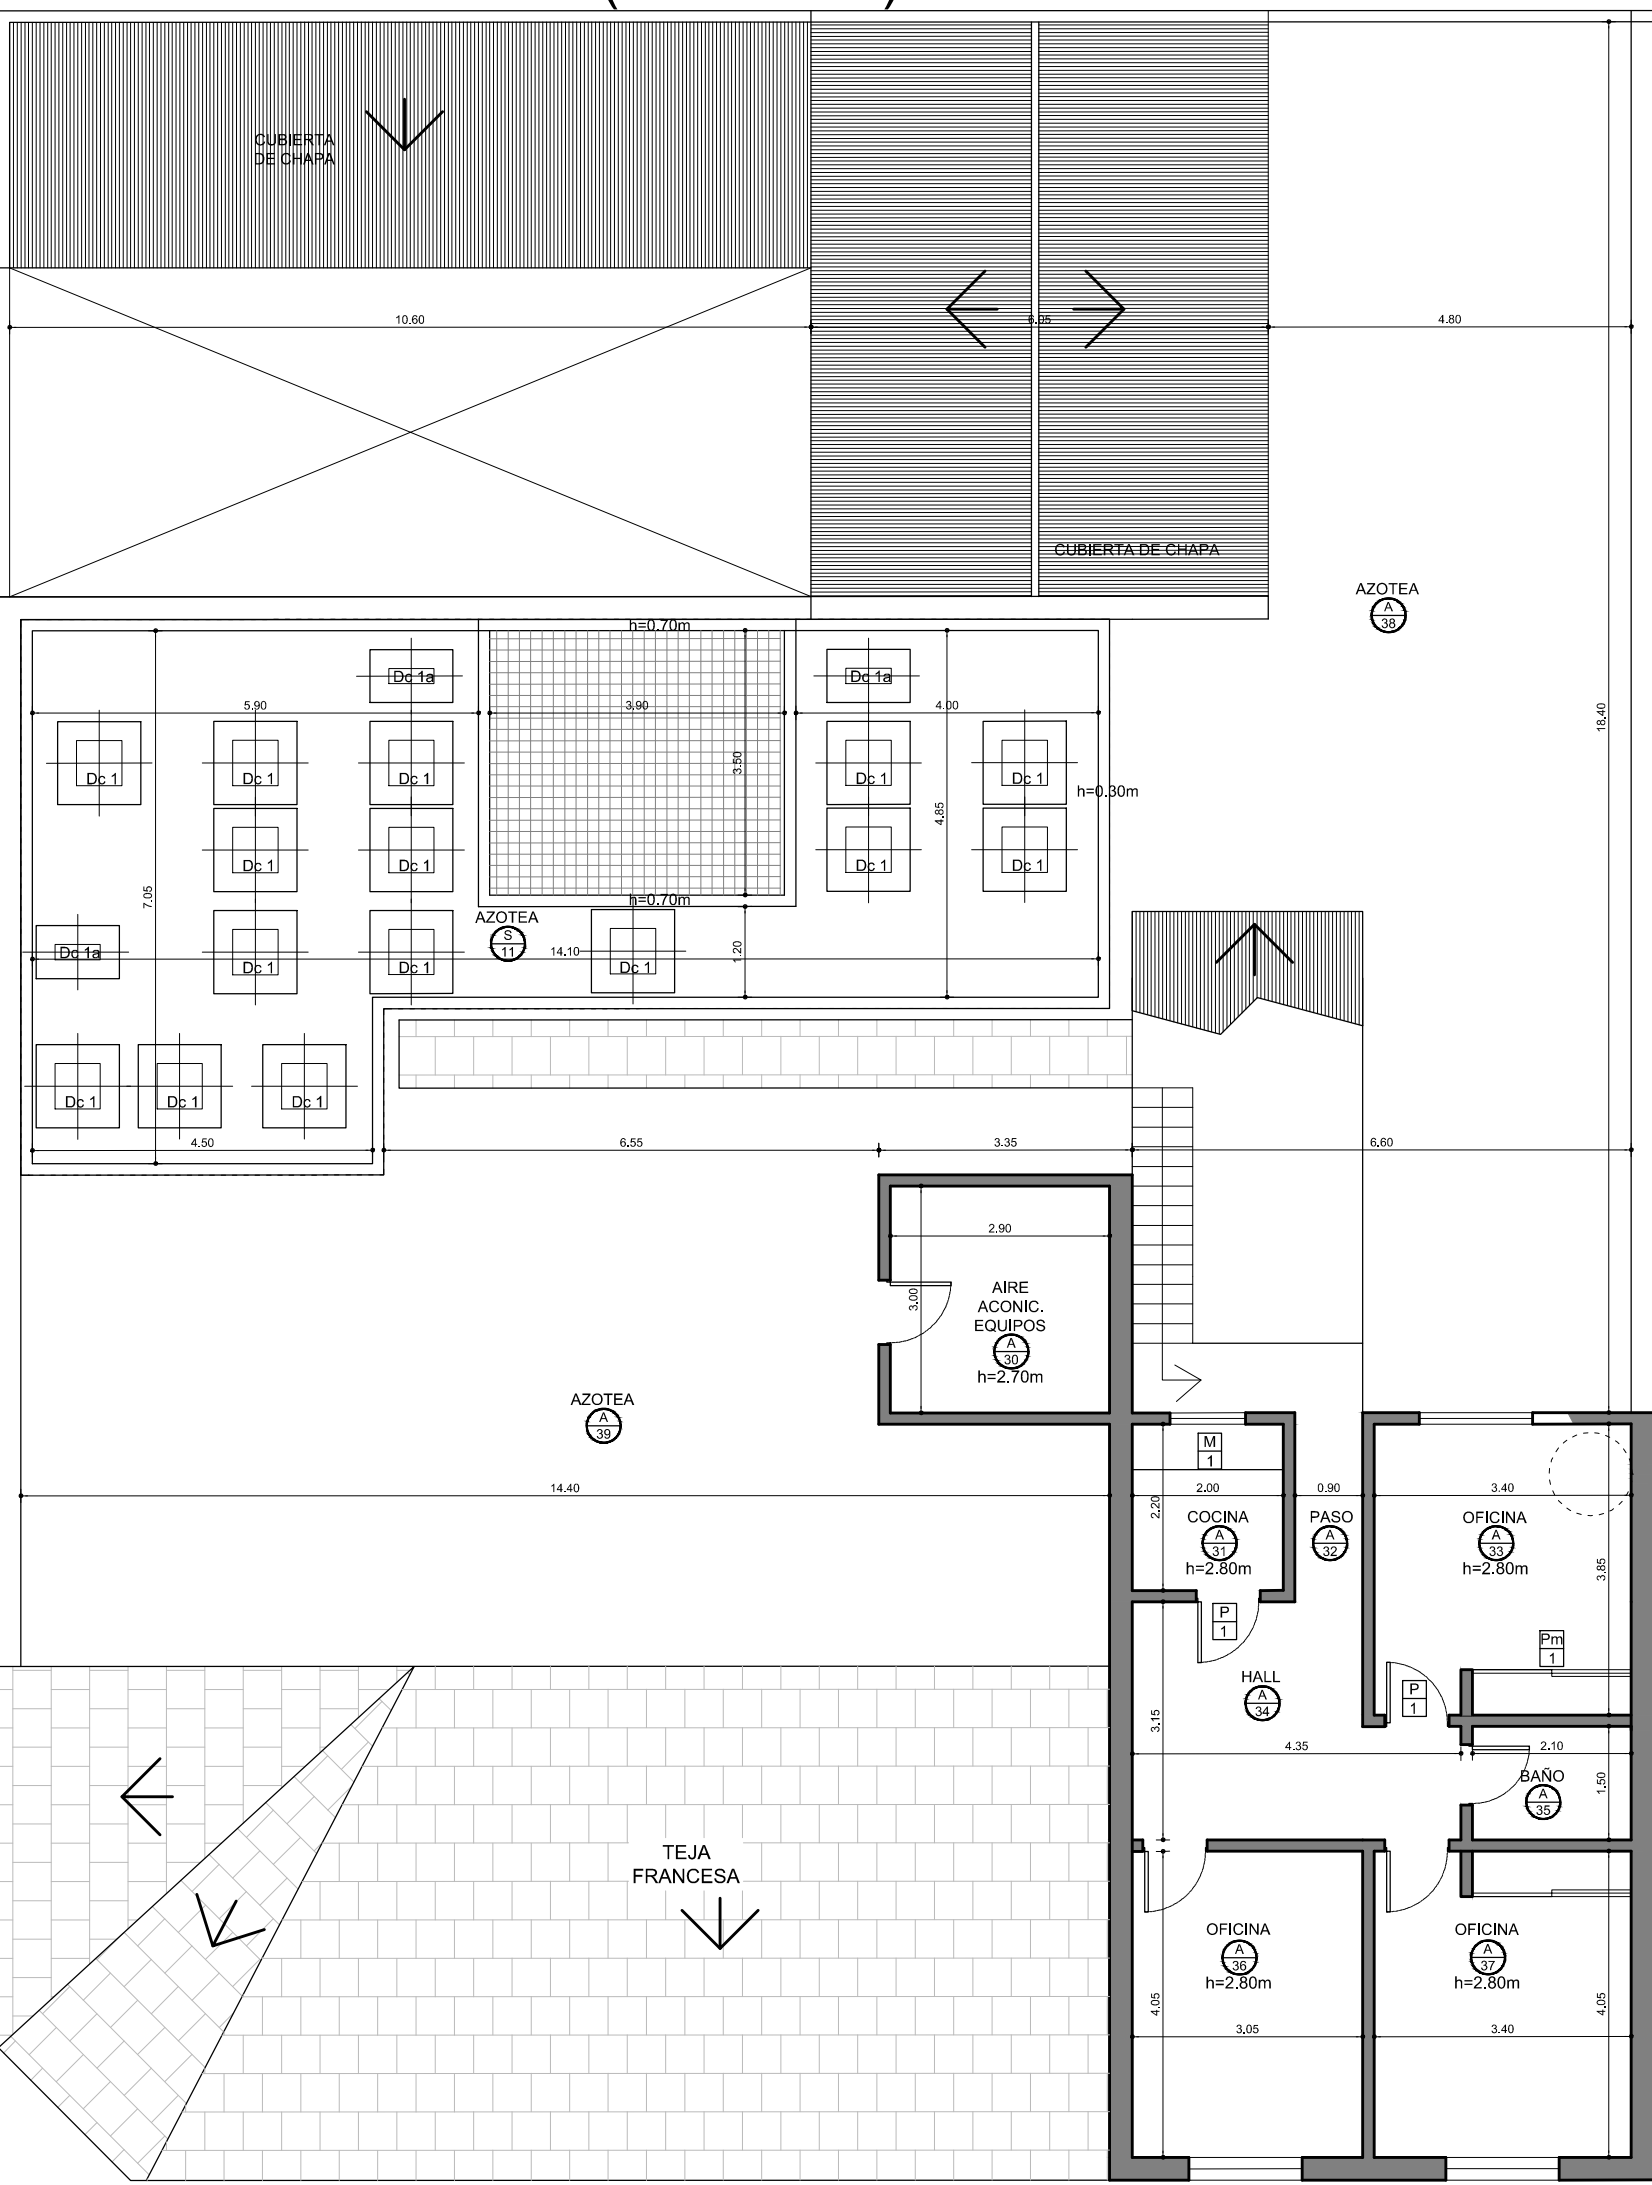 CUBIERTA
DE CHAPA
10.60
6.05
4.80
CUBIERTA DE CHAPA
AZOTEA
A
38
18.40
h=0.70m
Dc 1a
Dc 1a
5.90
3.90
4.00
3.50
4.85
Dc 1
Dc 1
Dc 1
Dc 1
Dc 1
h=0.30m
Dc 1
Dc 1
Dc 1
Dc 1
7.05
h=0.70m
AZOTEA
S
11
14.10
1.20
Dc 1a
Dc 1
Dc 1
Dc 1
Dc 1
Dc 1
Dc 1
4.50
6.55
3.35
6.60
2.90
3.00
AIRE
ACONIC.
EQUIPOS
A
30
h=2.70m
AZOTEA
A
39
14.40
M
1
2.00
0.90
3.40
2.20
COCINA
A
31
h=2.80m
PASO
A
32
OFICINA
A
33
h=2.80m
3.85
P
1
Pm
1
HALL
A
34
P
1
3.15
4.35
2.10
BAÑO
A
35
1.50
TEJA
FRANCESA
OFICINA
A
36
h=2.80m
OFICINA
A
37
h=2.80m
4.05
4.05
3.05
3.40